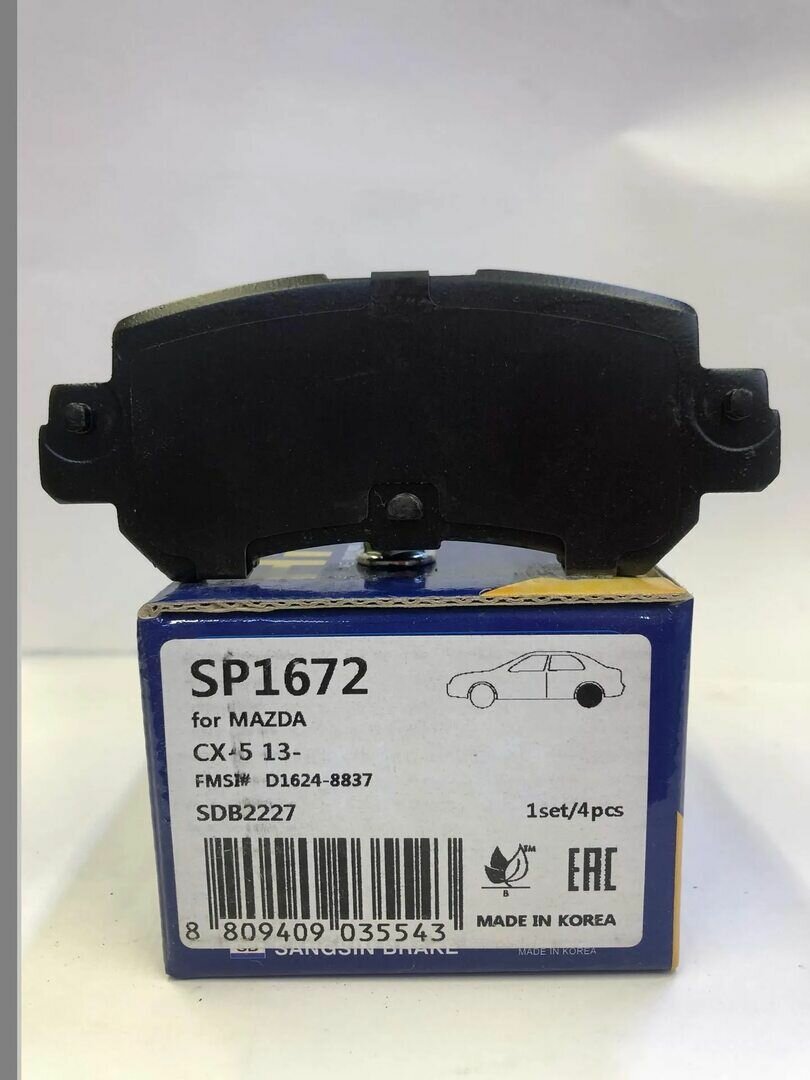 SP1672
for MAZDA
CX-5 13-
FMSI# D1624-8837
SDB2227
1set/4pcs
TM
B
EAC
MADE IN KOREA
8 809409 035543
SANGSIN BRAKE
MADE IN KOREA